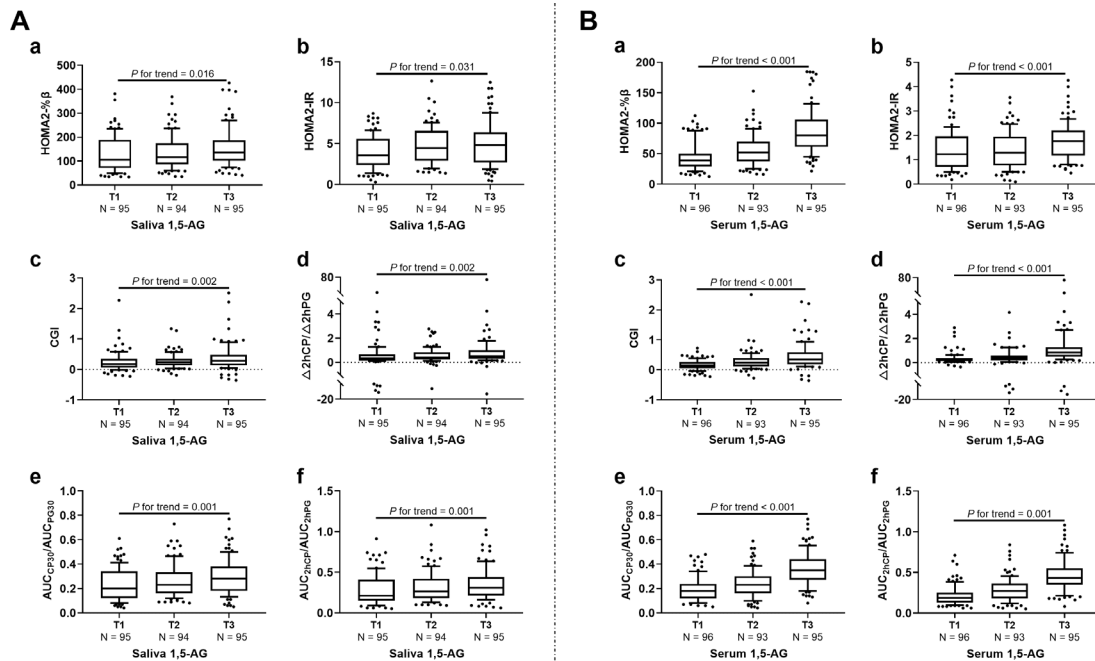 A
a
P for trend = 0.016
HOMA2-%β
500
400
300
200
100
0
T1 T2 T3
N = 95 N = 94 N = 95
Saliva 1,5-AG
b
P for trend = 0.031
HOMA2-IR
15
10
5
0
T1 T2 T3
N = 95 N = 94 N = 95
Saliva 1,5-AG
c
P for trend = 0.002
CGI
3
2
1
0
-1
T1 T2 T3
N = 95 N = 94 N = 95
Saliva 1,5-AG
d
P for trend = 0.002
△2hCP/△2hPG
80
4
2
0
-2
-20
T1 T2 T3
N = 95 N = 94 N = 95
Saliva 1,5-AG
e
P for trend = 0.001
AUCCP30/AUCPG30
1.0
0.8
0.6
0.4
0.2
0.0
T1 T2 T3
N = 95 N = 94 N = 95
Saliva 1,5-AG
f
P for trend = 0.001
AUC2hCP/AUC2hPG
1.5
1.0
0.5
0.0
T1 T2 T3
N = 95 N = 94 N = 95
Saliva 1,5-AG
B
a
P for trend < 0.001
HOMA2-%β
200
150
100
50
0
T1 T2 T3
N = 96 N = 93 N = 95
Serum 1,5-AG
b
P for trend < 0.001
HOMA2-IR
5
4
3
2
1
0
T1 T2 T3
N = 96 N = 93 N = 95
Serum 1,5-AG
c
P for trend < 0.001
CGI
3
2
1
0
-1
T1 T2 T3
N = 96 N = 93 N = 95
Serum 1,5-AG
d
P for trend < 0.001
△2hCP/△2hPG
80
4
2
0
-2
-20
T1 T2 T3
N = 96 N = 93 N = 95
Serum 1,5-AG
e
P for trend < 0.001
AUCCP30/AUCPG30
1.0
0.8
0.6
0.4
0.2
0.0
T1 T2 T3
N = 96 N = 93 N = 95
Serum 1,5-AG
f
P for trend = 0.001
AUC2hCP/AUC2hPG
1.5
1.0
0.5
0.0
T1 T2 T3
N = 96 N = 93 N = 95
Serum 1,5-AG